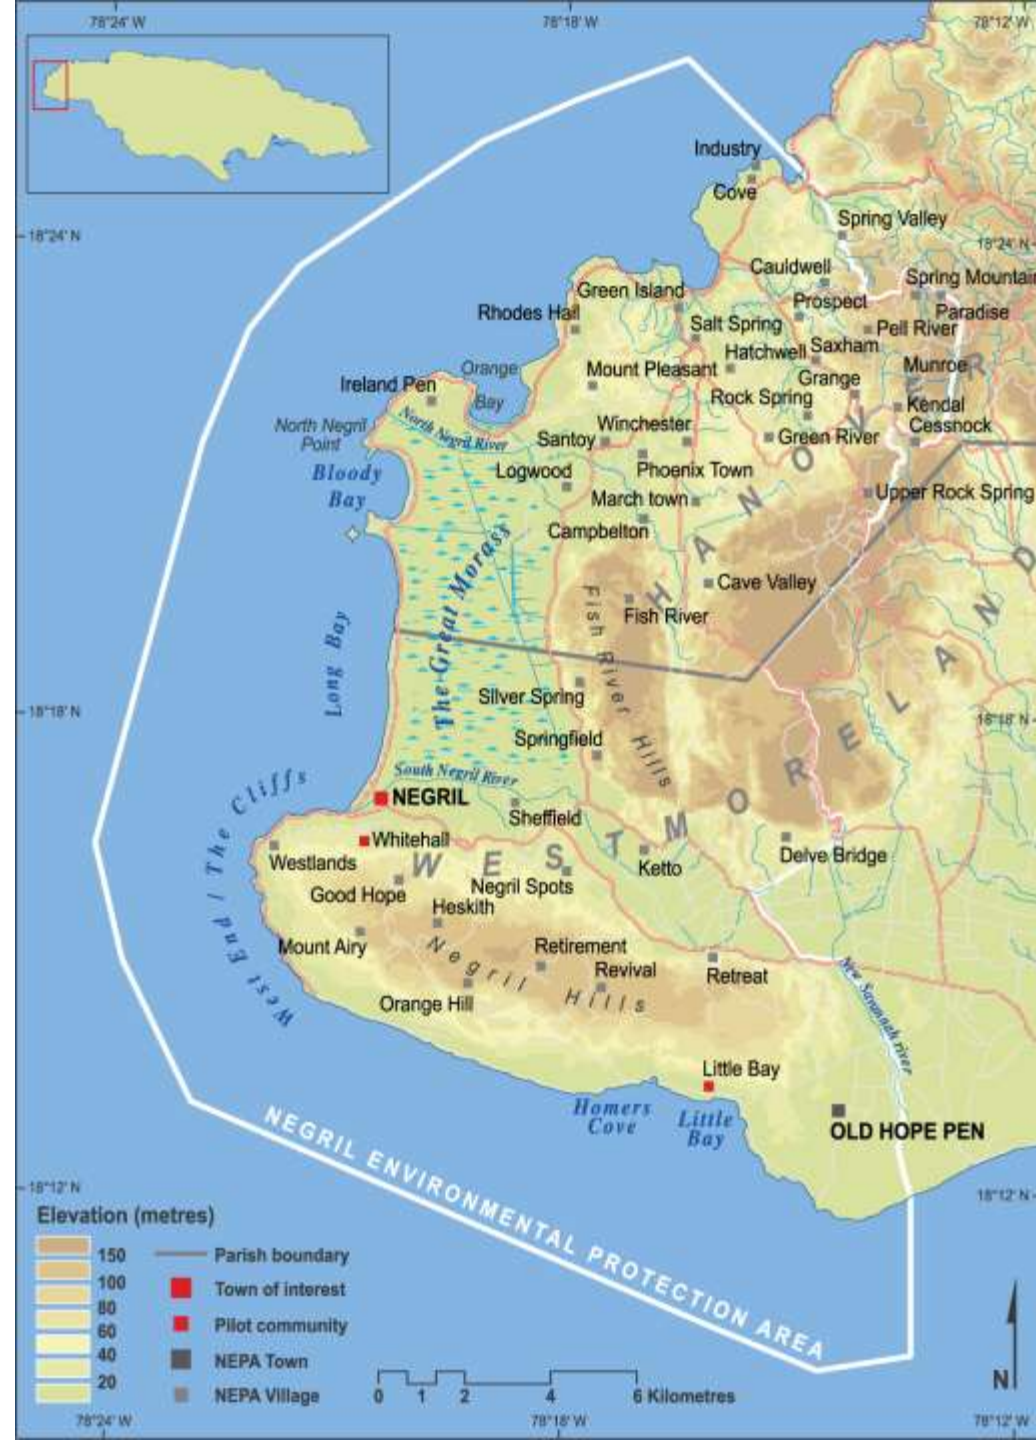 78°24' W
78°18' W
78°12' W
Industry
Cove
18°24' N
Spring Valley
18°24' N
Cauldwell
Spring Mountain
Green Island
Prospect
Paradise
Rhodes Hall
Salt Spring
Pell River
Hatchwell
Saxham
Orange
Bay
Mount Pleasant
Munroe
Grange
Ireland Pen
Rock Spring
Kendal
North Negril
Point
North Negril River
Winchester
Cessnock
Santoy
Green River
Bloody
Bay
Logwood
Phoenix Town
March town
Upper Rock Spring
Campbelton
HANOVER
The Great Morass
Cave Valley
Fish River
Fish River Hills
Long Bay
Silver Spring
18°18' N
18°18' N
Springfield
South Negril River
NEGRIL
Sheffield
West End / The Cliffs
Whitehall
Westlands
WESTMORELAND
Ketto
Delve Bridge
Good Hope
Negril Spots
Heskith
Mount Airy
Negril Hills
Retirement
Revival
Retreat
Orange Hill
New Savannah river
Little Bay
Homers
Cove
Little
Bay
OLD HOPE PEN
NEGRIL ENVIRONMENTAL PROTECTION AREA
18°12' N
18°12' N
Elevation (metres)
150
100
80
60
40
20
Parish boundary
Town of interest
Pilot community
NEPA Town
NEPA Village
0 1 2 4 6 Kilometres
N
78°24' W
78°18' W
78°12' W